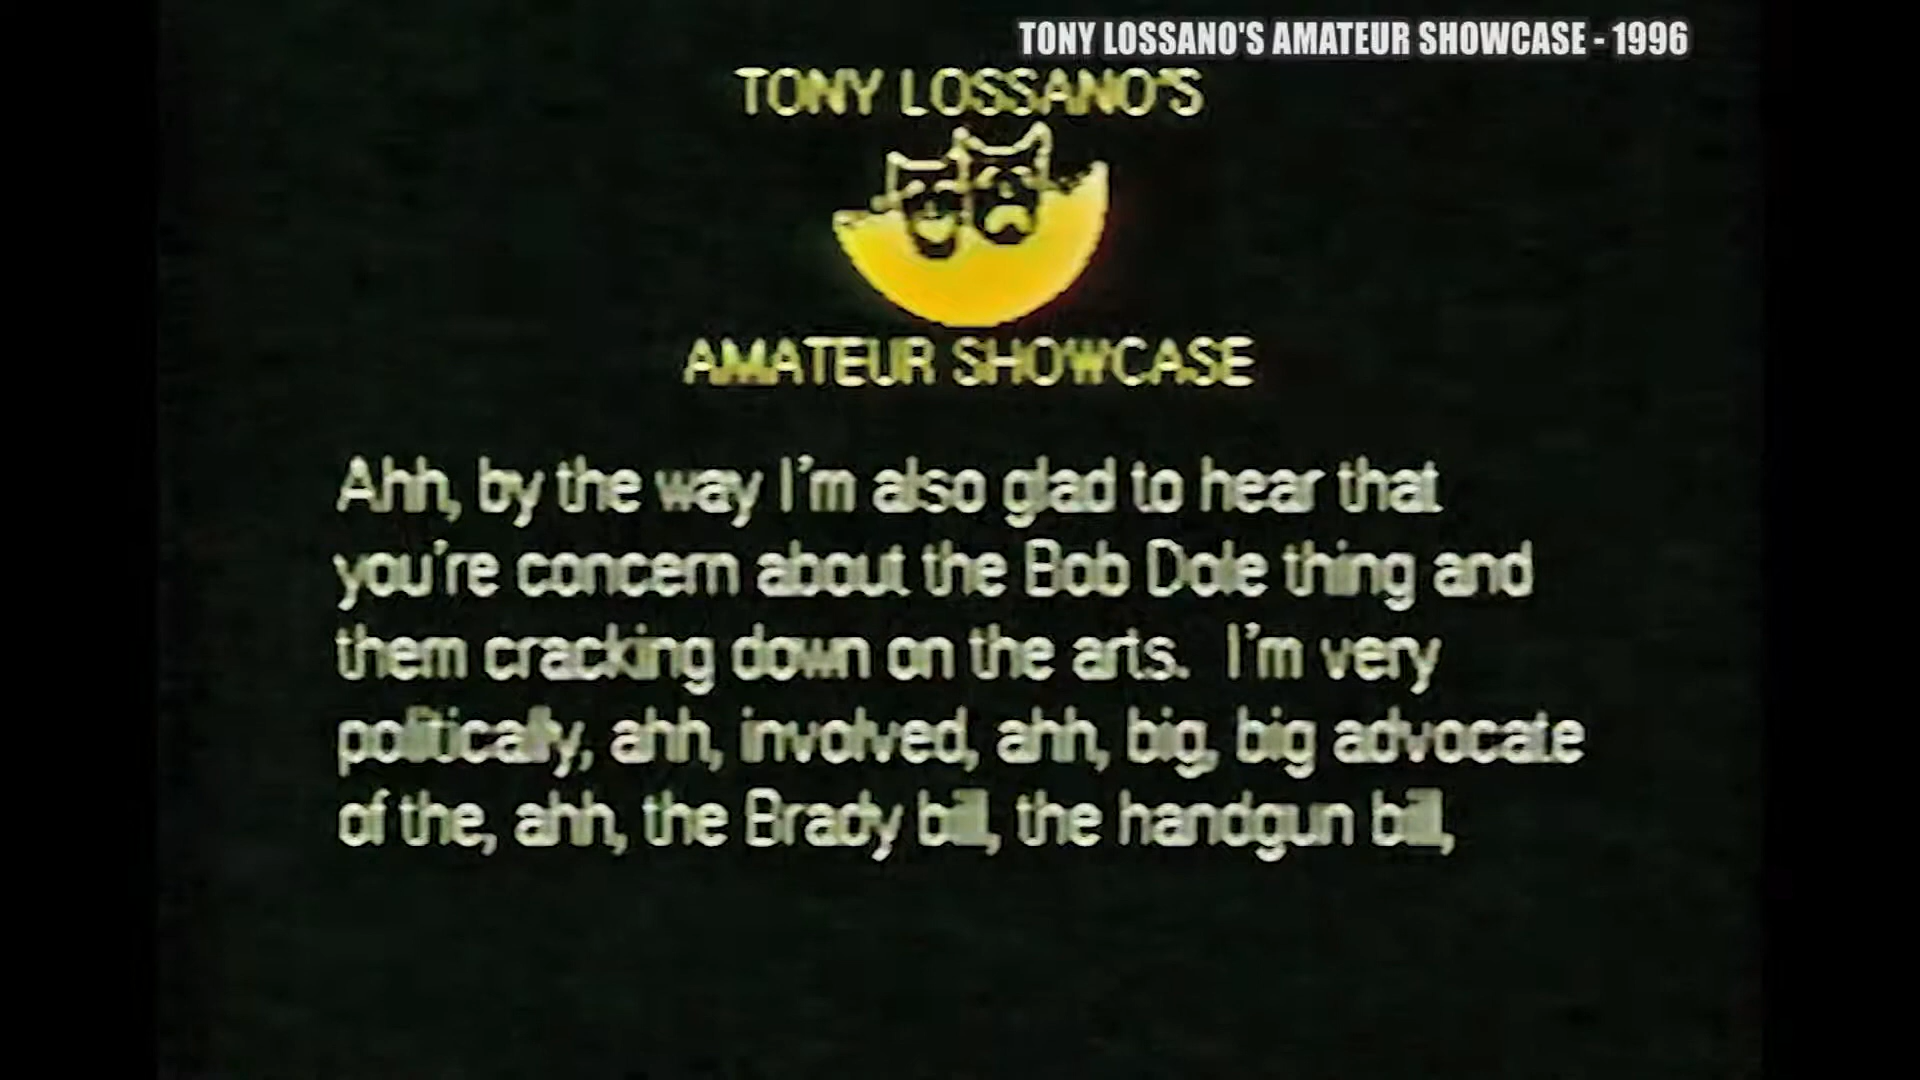 TONY LOSSANO'S AMATEUR SHOWCASE - 1996
TONY LOSSANO'S
AMATEUR SHOWCASE
Ahh, by the way I'm also glad to hear that
you're concern about the Bob Dole thing and
them cracking down on the arts.  I'm very
politically, ahh, involved, ahh, big, big advocate
of the, ahh, the Brady bill, the handgun bill,